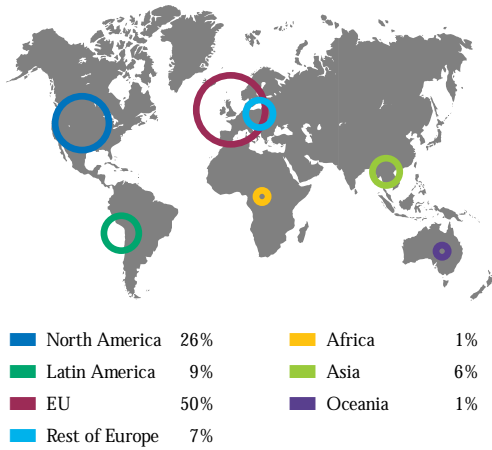 North America 26%
Latin America 9%
EU 50%
Rest of Europe 7%
Africa 1%
Asia 6%
Oceania 1%